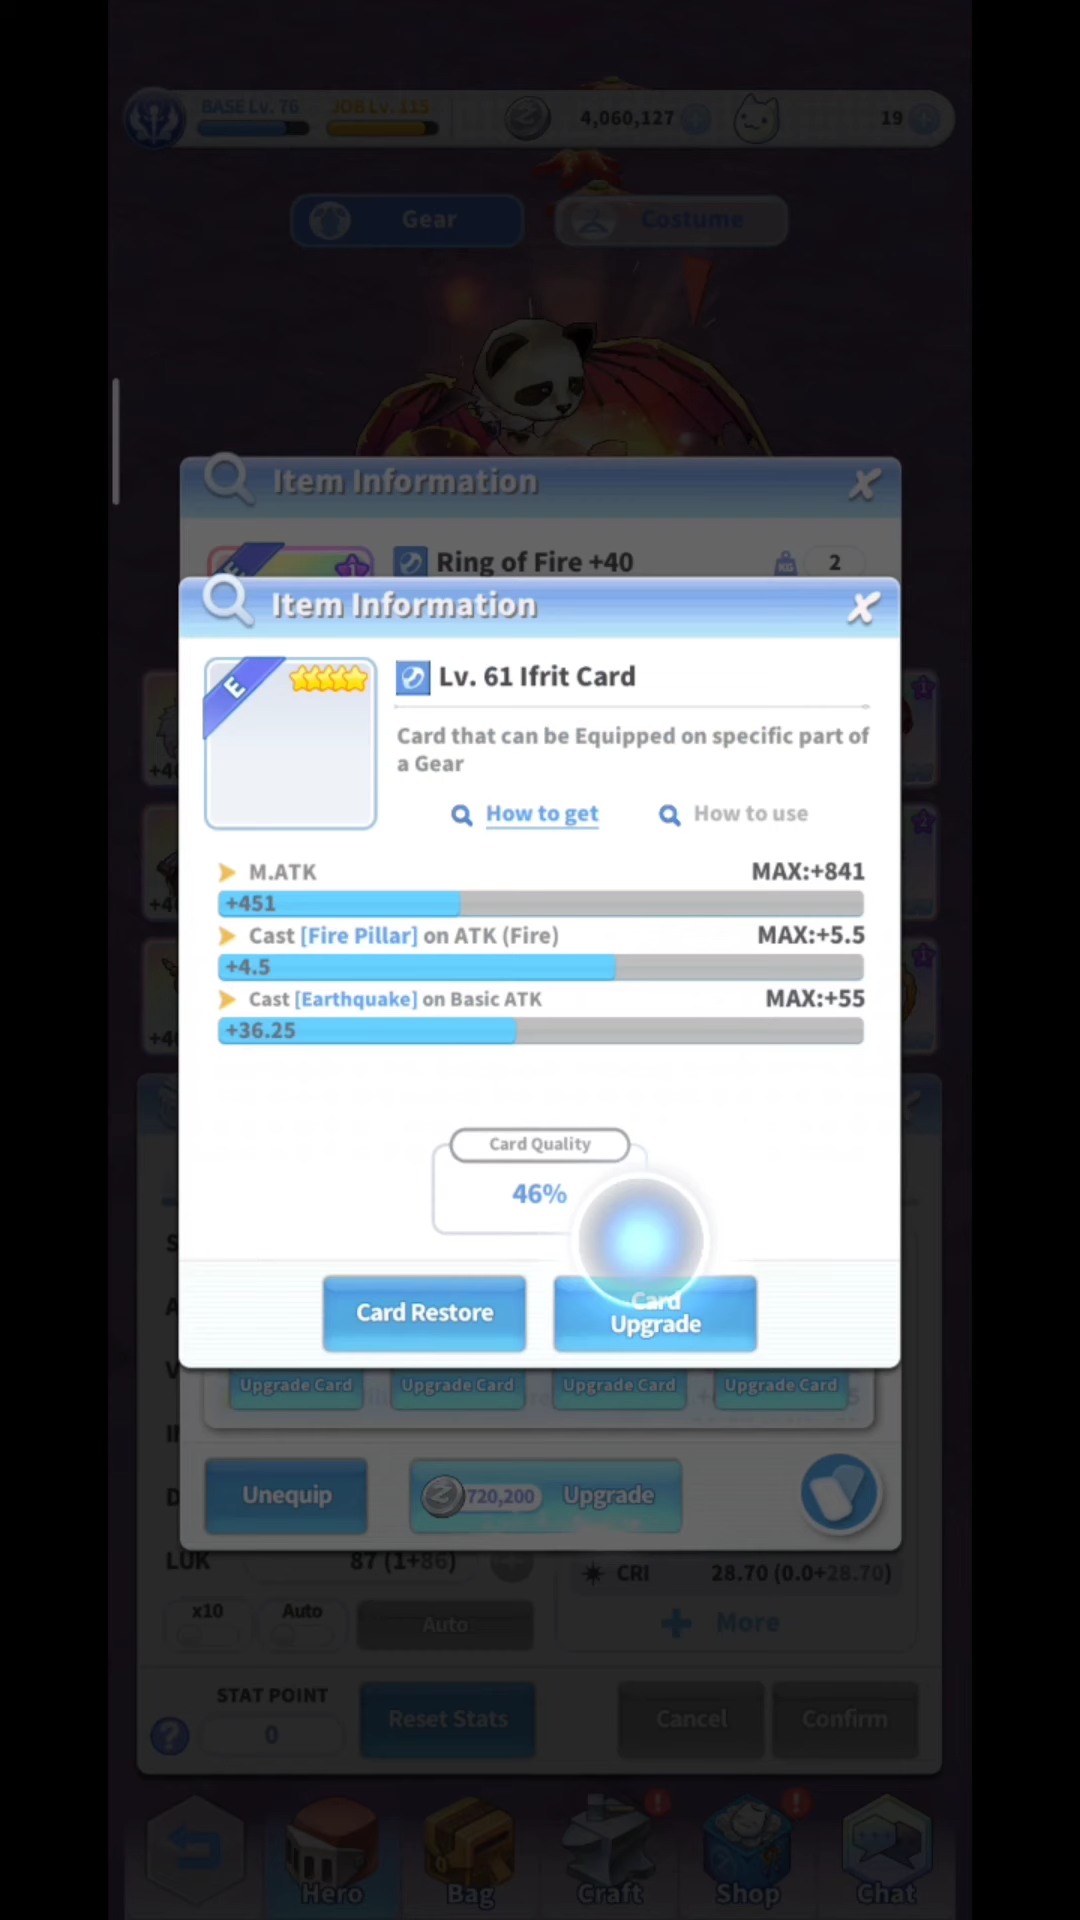 BASE Lv. 76
JOB Lv. 115
4,060,127
19
Gear
Costume
Item Information
Ring of Fire +40
KG
2
Item Information
E
Lv. 61 Ifrit Card
Card that can be Equipped on specific part of
a Gear
How to get
How to use
M.ATK
MAX:+841
+451
Cast [Fire Pillar] on ATK (Fire)
MAX:+5.5
+4.5
Cast [Earthquake] on Basic ATK
MAX:+55
+36.25
Card Quality
46%
Card Restore
Card
Upgrade
Upgrade Card
Upgrade Card
Upgrade Card
Upgrade Card
Unequip
720,200
Upgrade
LUK
87 (1+86)
CRI
28.70 (0.0+28.70)
x10
Auto
Auto
More
STAT POINT
0
Reset Stats
Cancel
Confirm
Hero
Bag
Craft
Shop
Chat